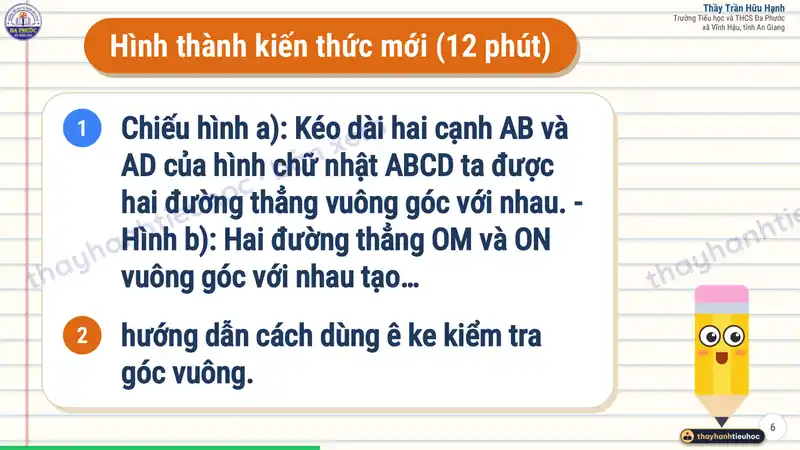 Thầy Trần Hữu Hạnh
Trường Tiểu học và THCS Đa Phước
xã Vĩnh Hậu, tỉnh An Giang
ĐA PHƯỚC
Hình thành kiến thức mới (12 phút)
1
Chiếu hình a): Kéo dài hai cạnh AB và
AD của hình chữ nhật ABCD ta được
hai đường thẳng vuông góc với nhau. -
Hình b): Hai đường thẳng OM và ON
vuông góc với nhau tạo...
2
hướng dẫn cách dùng ê ke kiểm tra
góc vuông.
thayhanhtieuhoc
6